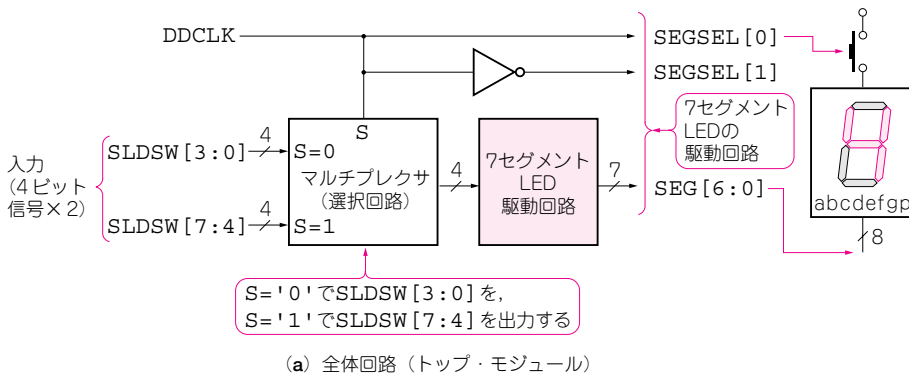 DDCLK
SEGSEL[0]
SEGSEL[1]
S
入力
(4ビット
信号×2)
SLDSW[3:0]
4
S=0
マルチプレクサ
(選択回路)
SLDSW[7:4]
4
S=1
4
7セグメント
LED
駆動回路
7
7セグメント
LEDの
駆動回路
SEG[6:0]
abcdefgp
8
S='0'でSLDSW[3:0]を,
S='1'でSLDSW[7:4]を出力する
(a) 全体回路(トップ・モジュール)